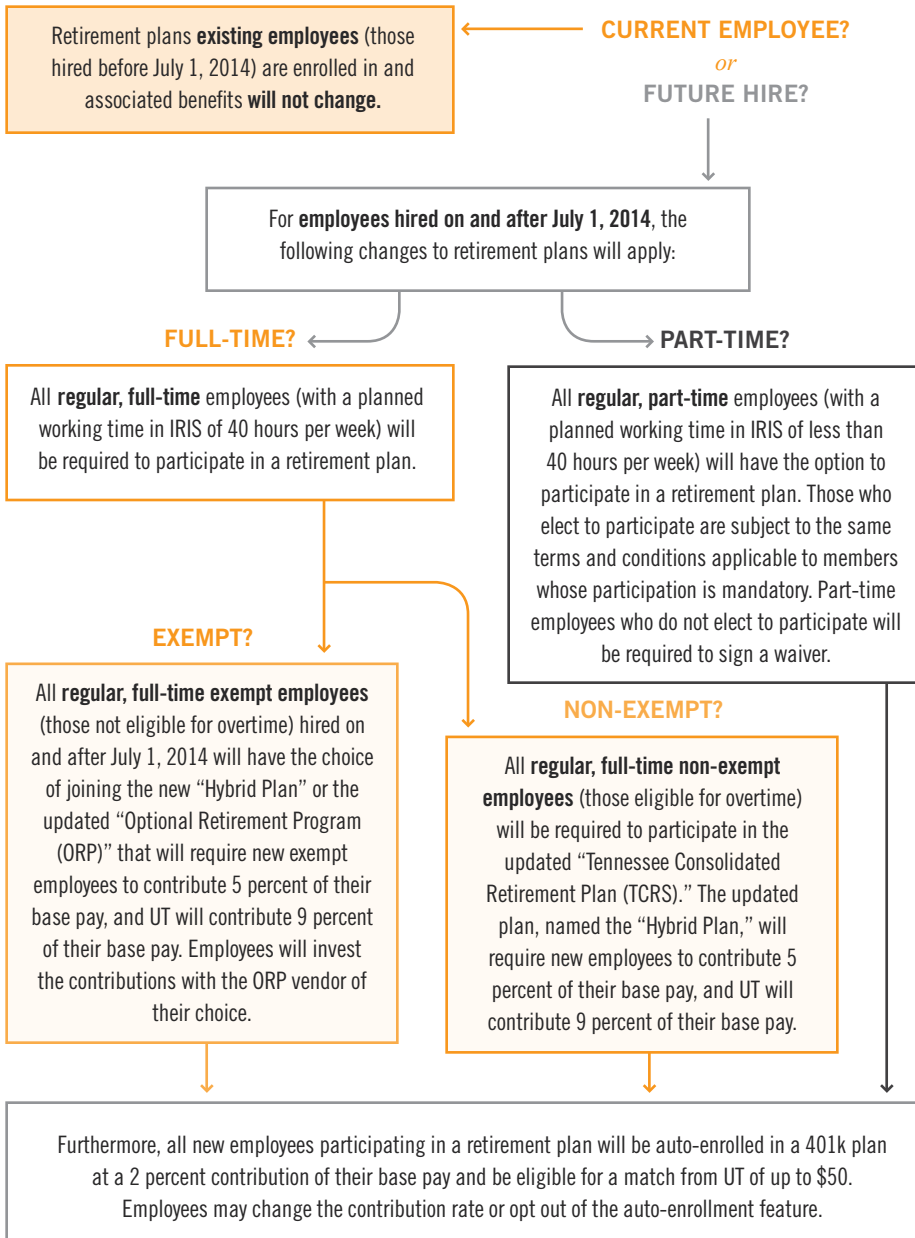 Retirement plans existing employees (those
hired before July 1, 2014) are enrolled in and
associated benefits will not change.
CURRENT EMPLOYEE?
or
FUTURE HIRE?
For employees hired on and after July 1, 2014, the
following changes to retirement plans will apply:
FULL-TIME?
All regular, full-time employees (with a planned
working time in IRIS of 40 hours per week) will
be required to participate in a retirement plan.
PART-TIME?
All regular, part-time employees (with a
planned working time in IRIS of less than
40 hours per week) will have the option to
participate in a retirement plan. Those who
elect to participate are subject to the same
terms and conditions applicable to members
whose participation is mandatory. Part-time
employees who do not elect to participate will
be required to sign a waiver.
EXEMPT?
All regular, full-time exempt employees
(those not eligible for overtime) hired on
and after July 1, 2014 will have the choice
of joining the new “Hybrid Plan” or the
updated “Optional Retirement Program
(ORP)” that will require new exempt
employees to contribute 5 percent of their
base pay, and UT will contribute 9 percent
of their base pay. Employees will invest
the contributions with the ORP vendor of
their choice.
NON-EXEMPT?
All regular, full-time non-exempt
employees (those eligible for overtime)
will be required to participate in the
updated “Tennessee Consolidated
Retirement Plan (TCRS).” The updated
plan, named the “Hybrid Plan,” will
require new employees to contribute 5
percent of their base pay, and UT will
contribute 9 percent of their base pay.
Furthermore, all new employees participating in a retirement plan will be auto-enrolled in a 401k plan
at a 2 percent contribution of their base pay and be eligible for a match from UT of up to $50.
Employees may change the contribution rate or opt out of the auto-enrollment feature.